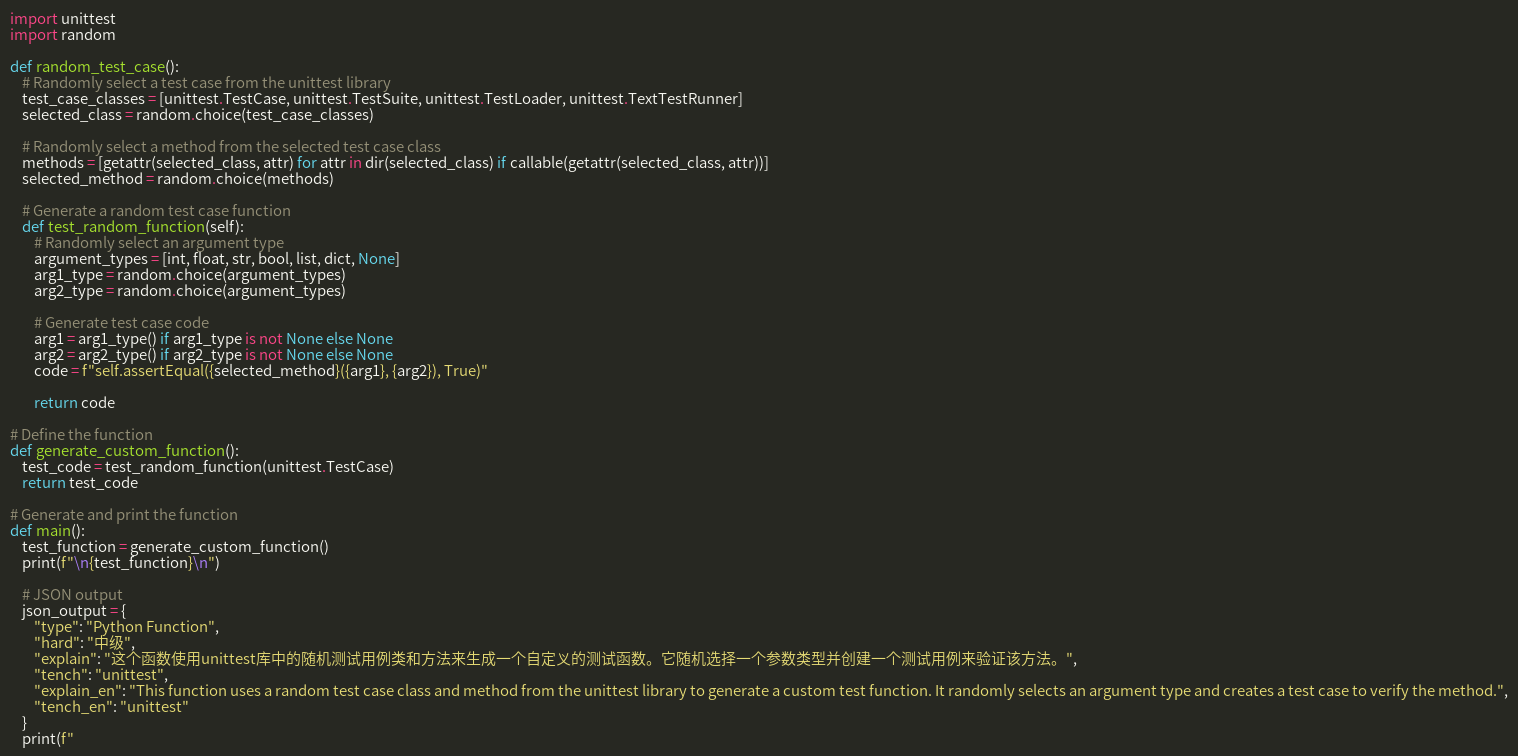 import unittest
import random
def random_test_case():
# Randomly select a test case from the unittest library
test_case_classes = [unittest.TestCase, unittest.TestSuite, unittest.TestLoader, unittest.TextTestRunner]
selected_class = random.choice(test_case_classes)
# Randomly select a method from the selected test case class
methods = [getattr(selected_class, attr) for attr in dir(selected_class) if callable(getattr(selected_class, attr))]
selected_method = random.choice(methods)
# Generate a random test case function
def test_random_function(self):
# Randomly select an argument type
argument_types = [int, float, str, bool, list, dict, None]
arg1_type = random.choice(argument_types)
arg2_type = random.choice(argument_types)
# Generate test case code
arg1 = arg1_type() if arg1_type is not None else None
arg2 = arg2_type() if arg2_type is not None else None
code = f"self.assertEqual({selected_method}({arg1}, {arg2}), True)"
return code
# Define the function
def generate_custom_function():
test_code = test_random_function(unittest.TestCase)
return test_code
# Generate and print the function
def main():
test_function = generate_custom_function()
print(f"\n{test_function}\n")
# JSON output
json_output = {
"type": "Python Function",
"hard": "中级",
"explain": "这个函数使用unittest库中的随机测试用例类和方法来生成一个自定义的测试函数。它随机选择一个参数类型并创建一个测试用例来验证该方法。",
"tench": "unittest",
"explain_en": "This function uses a random test case class and method from the unittest library to generate a custom test function. It randomly selects an argument type and creates a test case to verify the method.",
"tench_en": "unittest"
}
print(f"